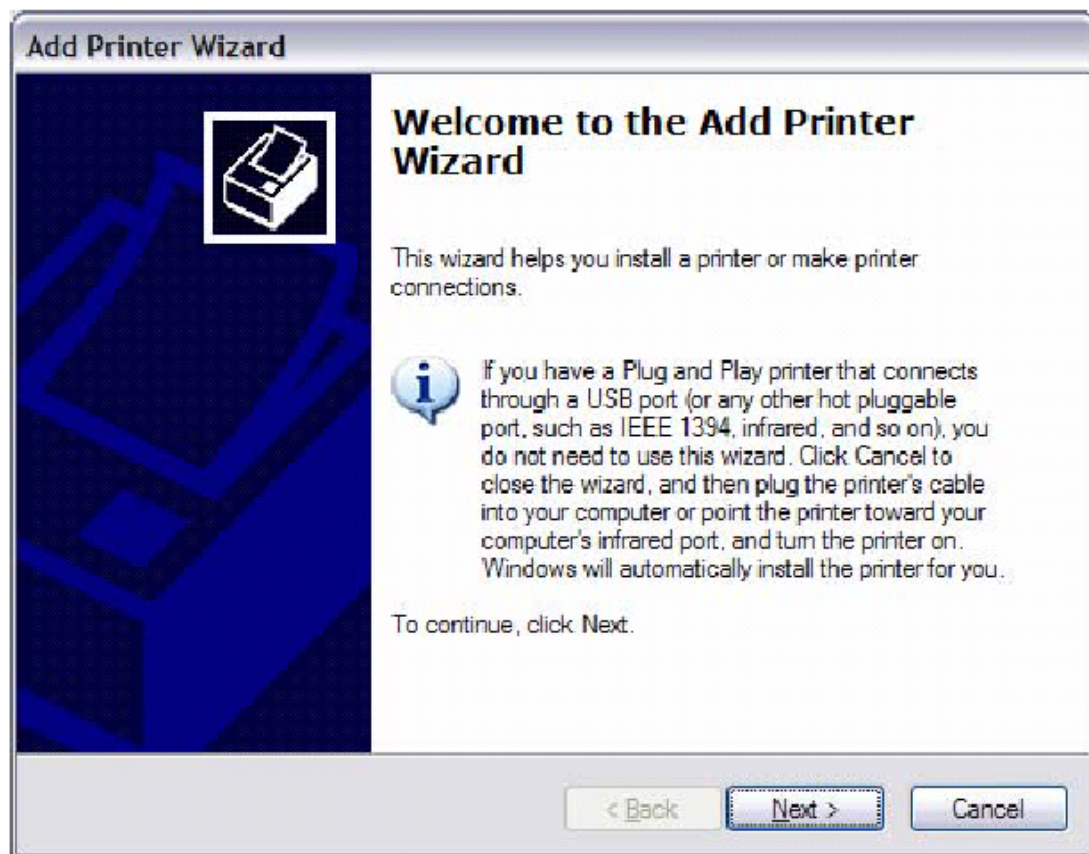 Add Printer Wizard
Welcome to the Add Printer
Wizard
This wizard helps you install a printer or make printer
connections.
If you have a Plug and Play printer that connects
through a USB port (or any other hot pluggable
port, such as IEEE 1394, infrared, and so on), you
do not need to use this wizard. Click Cancel to
close the wizard, and then plug the printer's cable
into your computer or point the printer toward your
computer's infrared port, and turn the printer on.
Windows will automatically install the printer for you.
To continue, click Next.
< Back Next > Cancel